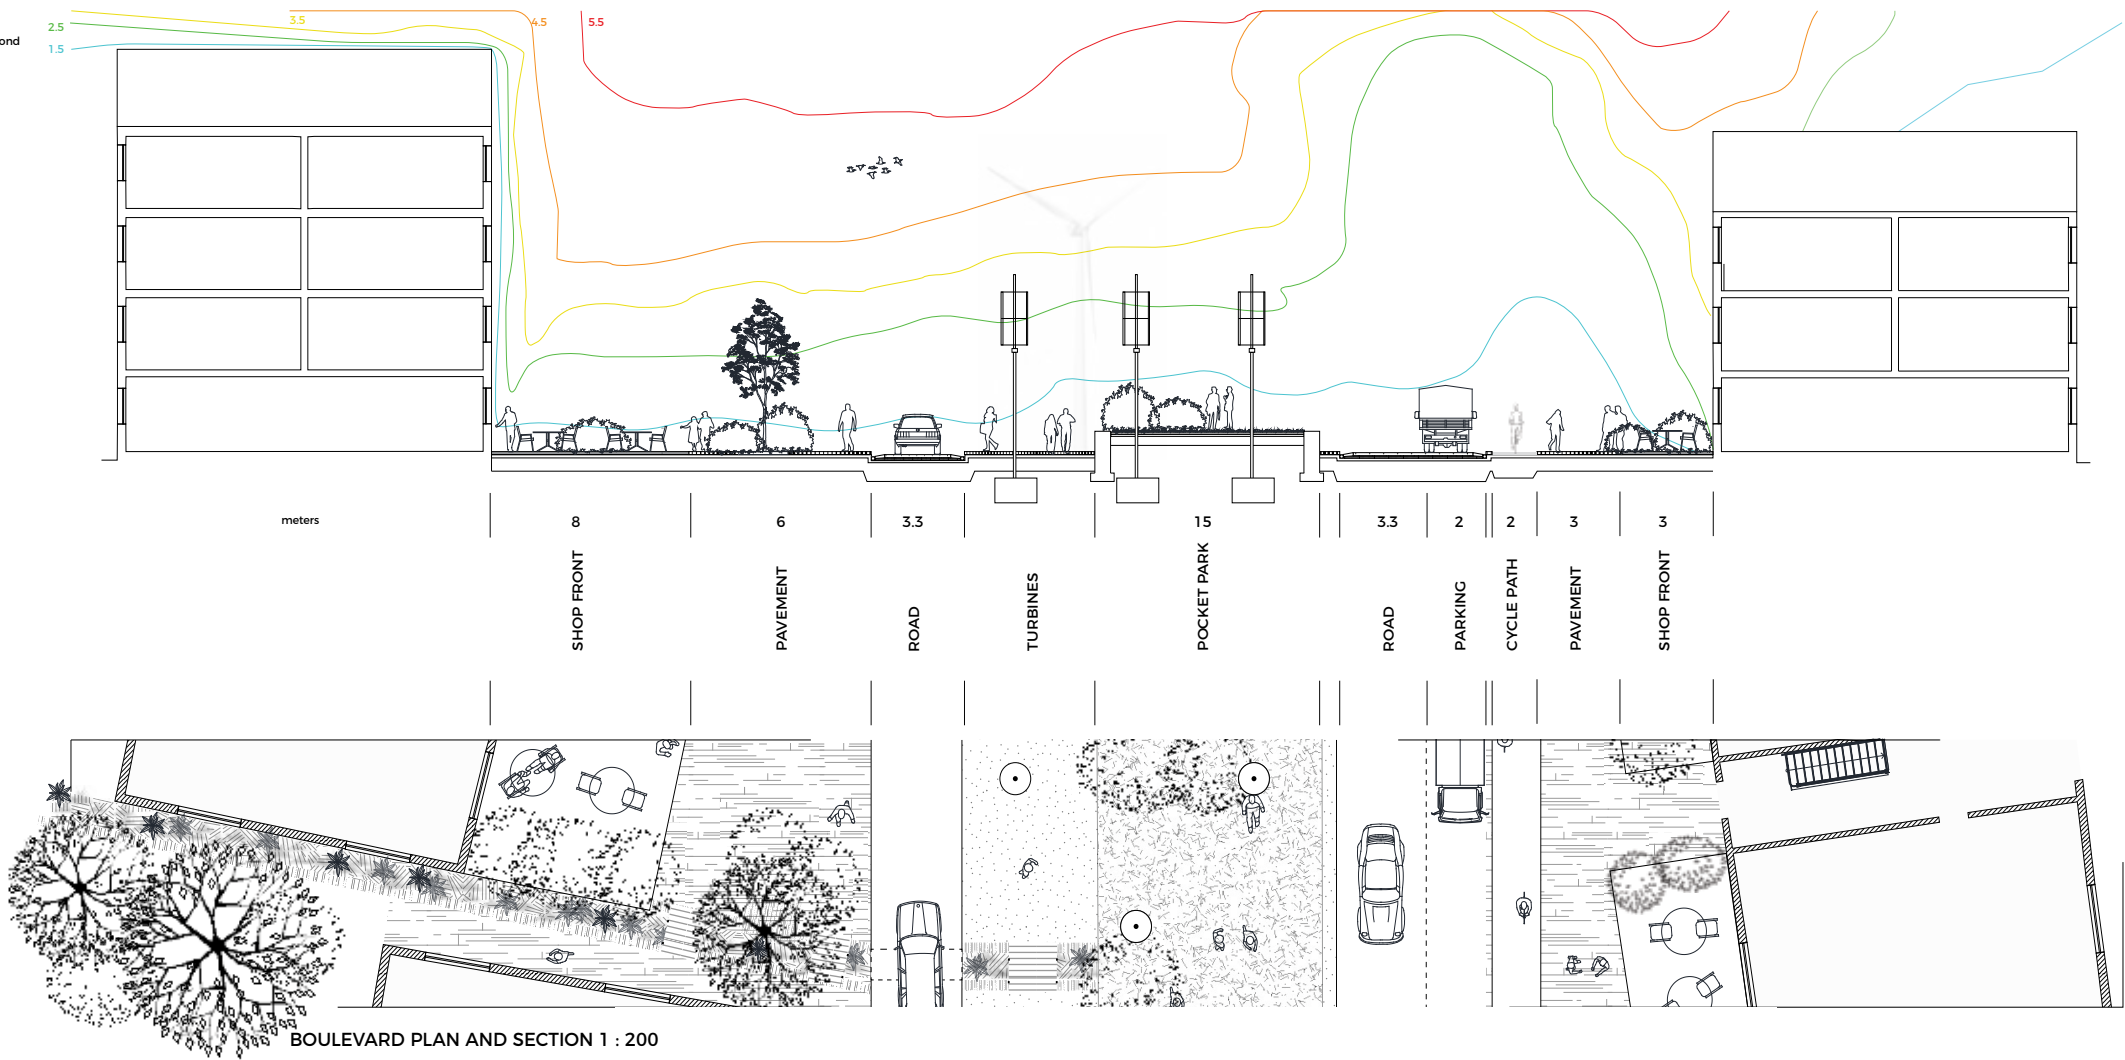 3.5
4.5
5.5
2.5
ond
1.5
meters
8
6
3.3
15
3.3
2
2
3
3
SHOP FRONT
PAVEMENT
ROAD
TURBINES
POCKET PARK
ROAD
PARKING
CYCLE PATH
PAVEMENT
SHOP FRONT
BOULEVARD PLAN AND SECTION 1 : 200